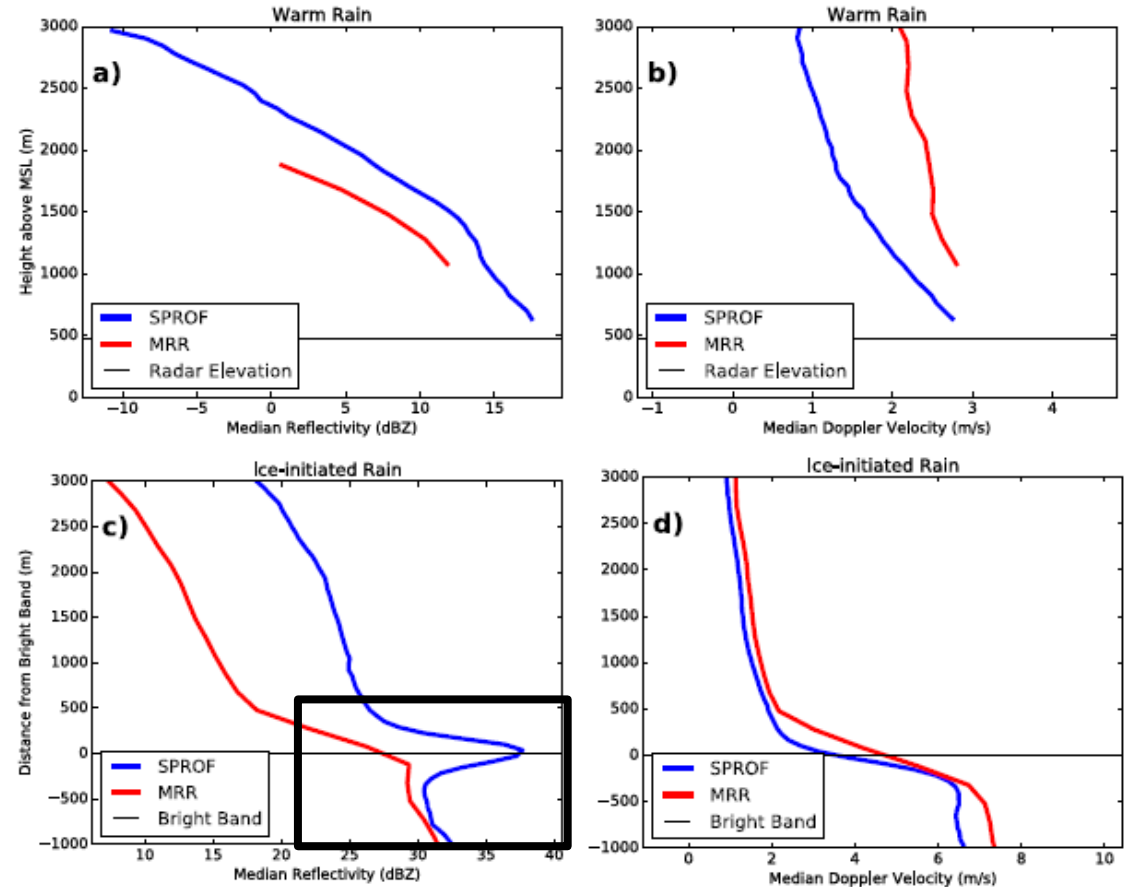 Warm Rain
a)
3000
2500
2000
1500
1000
500
0
Height above MSL (m)
SPROF
MRR
Radar Elevation
−10 −5 0 5 10 15
Median Reflectivity (dBZ)
Warm Rain
b)
3000
2500
2000
1500
1000
500
0
SPROF
MRR
Radar Elevation
−1 0 1 2 3 4
Median Doppler Velocity (m/s)
Ice-initiated Rain
c)
3000
2500
2000
1500
1000
500
0
−500
−1000
Distance from Bright Band (m)
SPROF
MRR
Bright Band
10 15 20 25 30 35 40
Median Reflectivity (dBZ)
Ice-initiated Rain
d)
3000
2500
2000
1500
1000
500
0
−500
−1000
SPROF
MRR
Bright Band
0 2 4 6 8 10
Median Doppler Velocity (m/s)